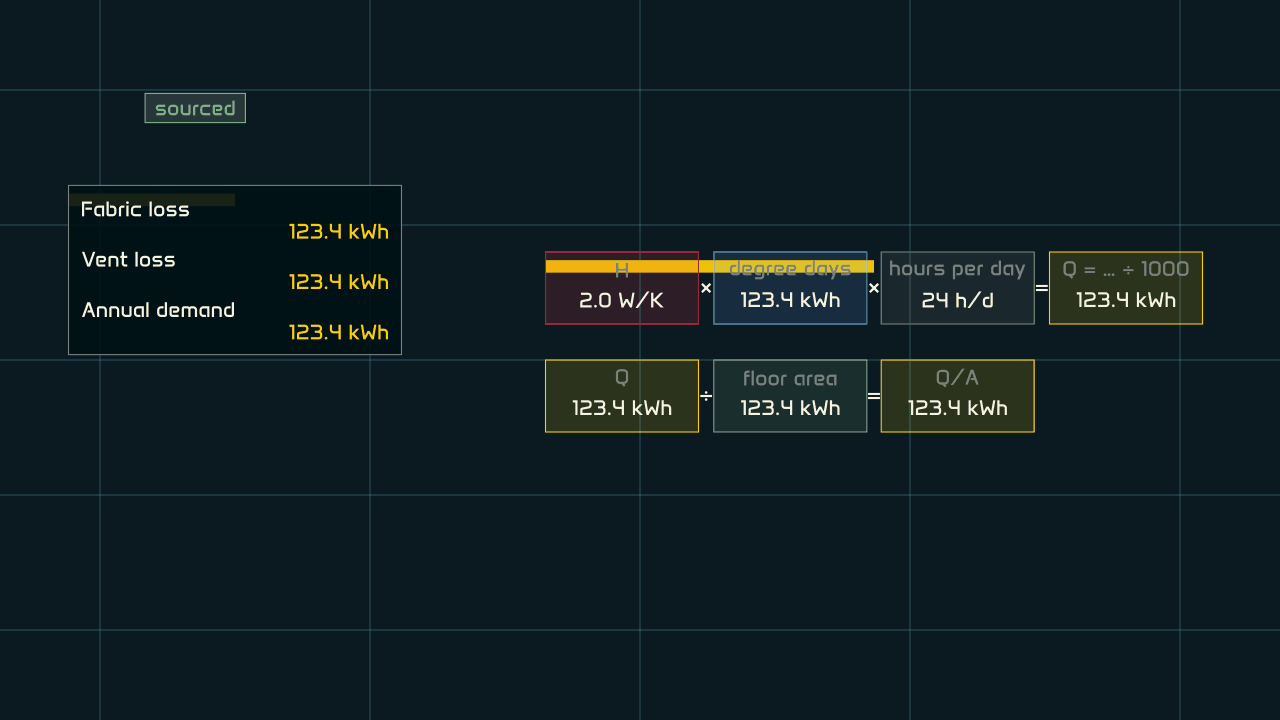 sourced
Fabric loss
123.4 kWh
Vent loss
123.4 kWh
Annual demand
123.4 kWh
H
2.0 W/K
×
degree days
123.4 kWh
×
hours per day
24 h/d
=
Q = ... ÷ 1000
123.4 kWh
Q
123.4 kWh
÷
floor area
123.4 kWh
=
Q/A
123.4 kWh